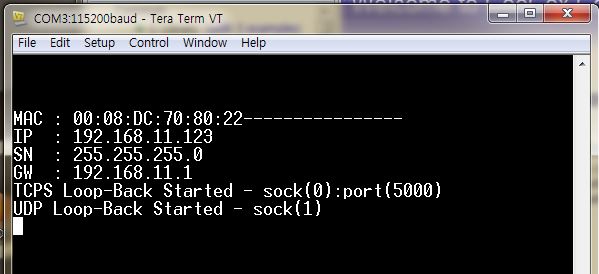 COM3:115200baud - Tera Term VT
File Edit Setup Control Window Help
MAC : 00:08:DC:70:80:22----------------
IP  : 192.168.11.123
SN  : 255.255.255.0
GW  : 192.168.11.1
TCPS Loop-Back Started - sock(0):port(5000)
UDP Loop-Back Started - sock(1)